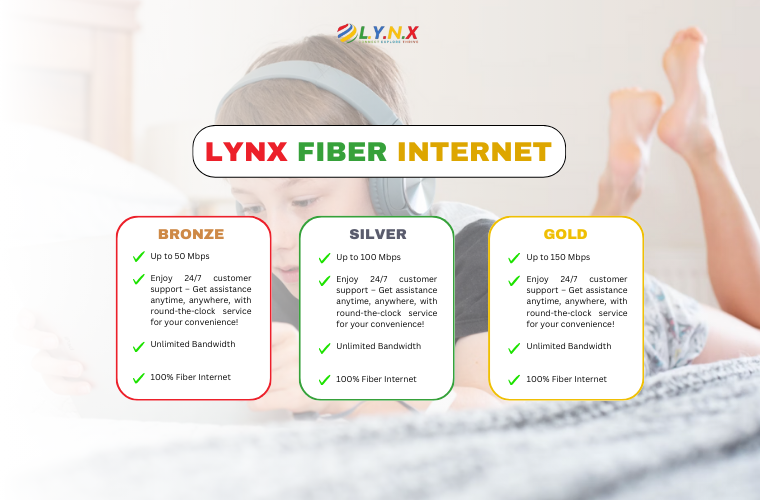 L.Y.N.X
LYNX FIBER INTERNET
BRONZE
Up to 50 Mbps
Enjoy 24/7 customer
support – Get assistance
anytime, anywhere, with
round-the-clock service
for your convenience!
Unlimited Bandwidth
100% Fiber Internet
SILVER
Up to 100 Mbps
Enjoy 24/7 customer
support – Get assistance
anytime, anywhere, with
round-the-clock service
for your convenience!
Unlimited Bandwidth
100% Fiber Internet
GOLD
Up to 150 Mbps
Enjoy 24/7 customer
support – Get assistance
anytime, anywhere, with
round-the-clock service
for your convenience!
Unlimited Bandwidth
100% Fiber Internet